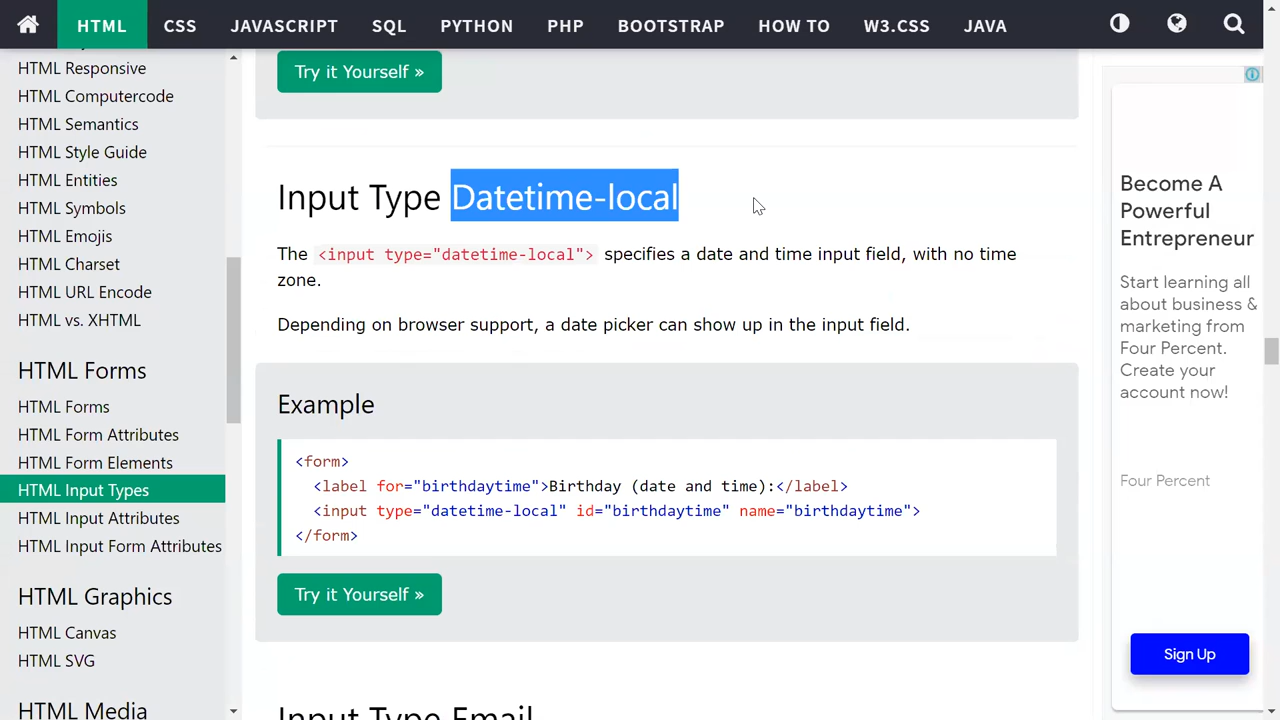 HTML CSS JAVASCRIPT SQL PYTHON PHP BOOTSTRAP HOW TO W3.CSS JAVA
HTML Responsive
HTML Computercode
HTML Semantics
HTML Style Guide
HTML Entities
HTML Symbols
HTML Emojis
HTML Charset
HTML URL Encode
HTML vs. XHTML
HTML Forms
HTML Forms
HTML Form Attributes
HTML Form Elements
HTML Input Types
HTML Input Attributes
HTML Input Form Attributes
HTML Graphics
HTML Canvas
HTML SVG
HTML Media
Try it Yourself »
Input Type Datetime-local
The <input type="datetime-local"> specifies a date and time input field, with no time
zone.
Depending on browser support, a date picker can show up in the input field.
Example
<form>
<label for="birthdaytime">Birthday (date and time):</label>
<input type="datetime-local" id="birthdaytime" name="birthdaytime">
</form>
Try it Yourself »
Input Type Email
Become A
Powerful
Entrepreneur
Start learning all
about business &
marketing from
Four Percent.
Create your
account now!
Four Percent
Sign Up